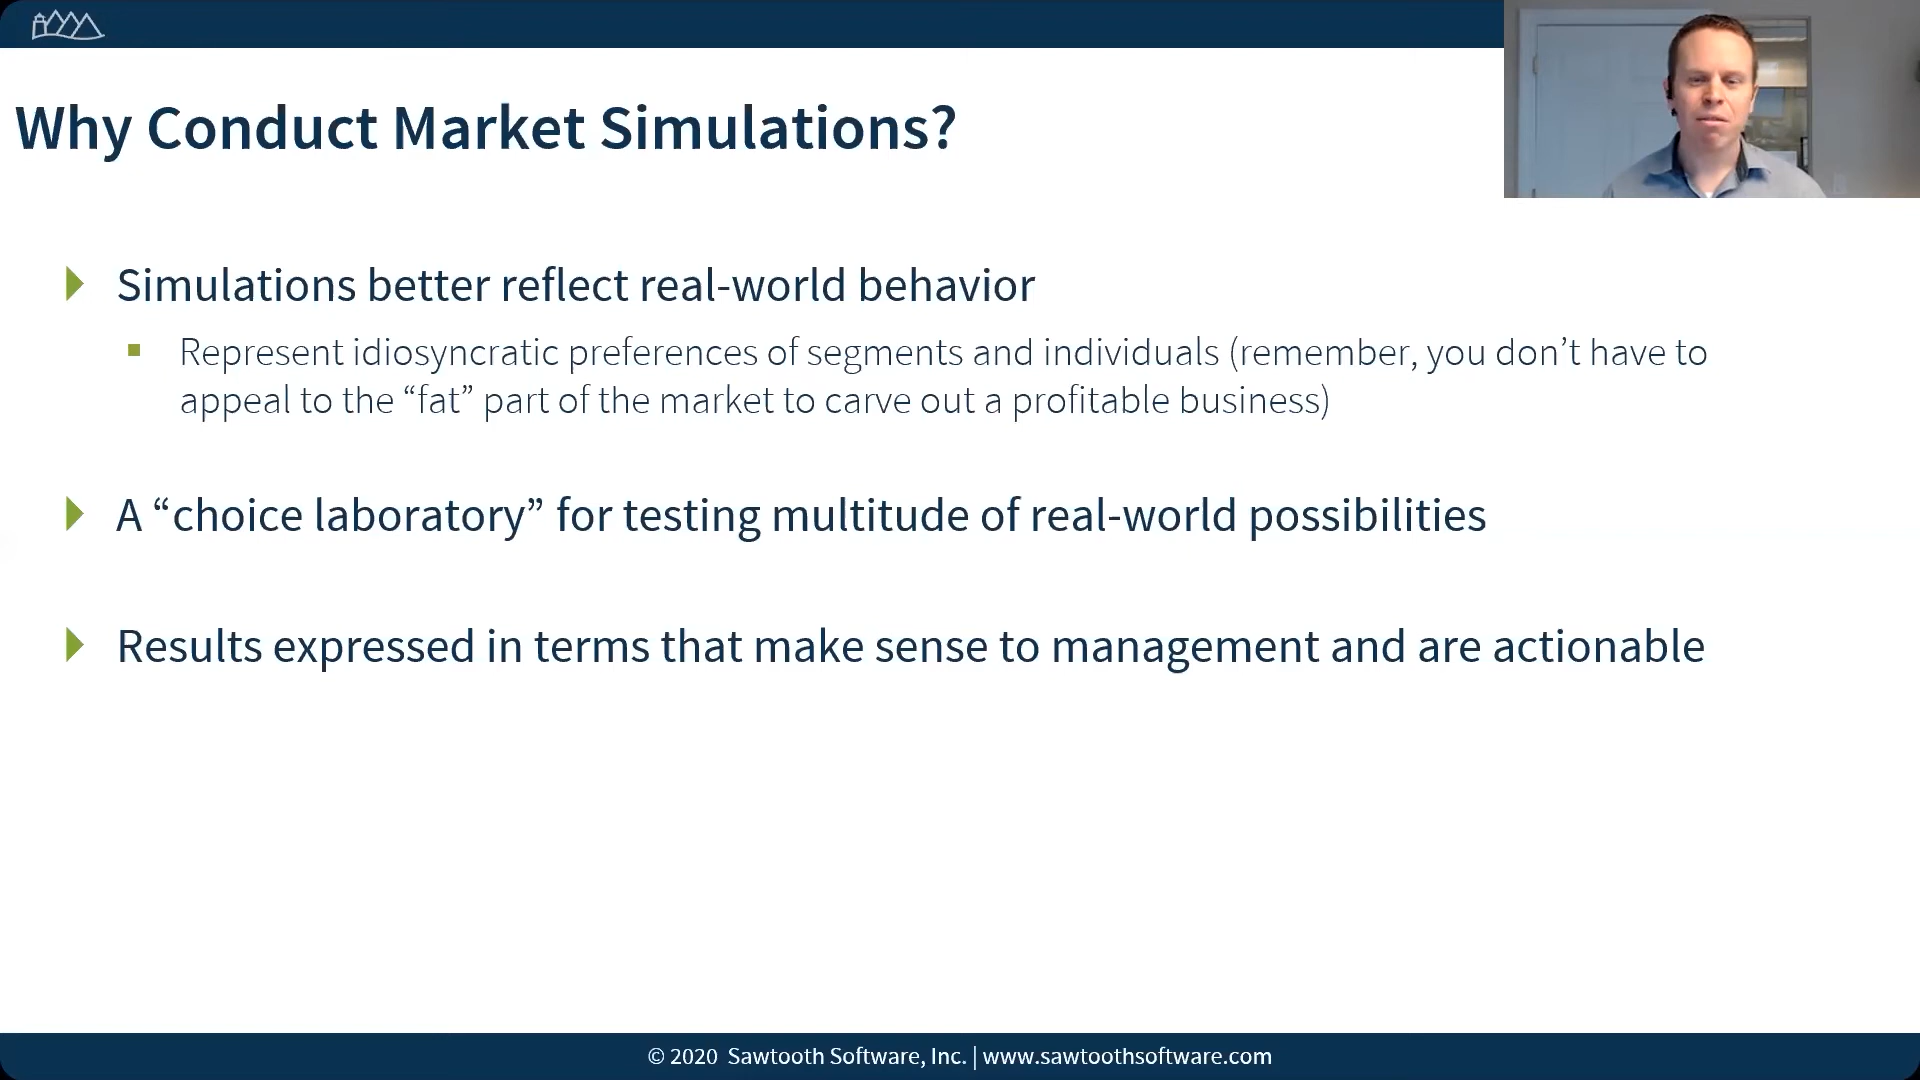 Why Conduct Market Simulations?
Simulations better reflect real-world behavior
Represent idiosyncratic preferences of segments and individuals (remember, you don’t have to
appeal to the “fat” part of the market to carve out a profitable business)
A “choice laboratory” for testing multitude of real-world possibilities
Results expressed in terms that make sense to management and are actionable
© 2020 Sawtooth Software, Inc. | www.sawtoothsoftware.com